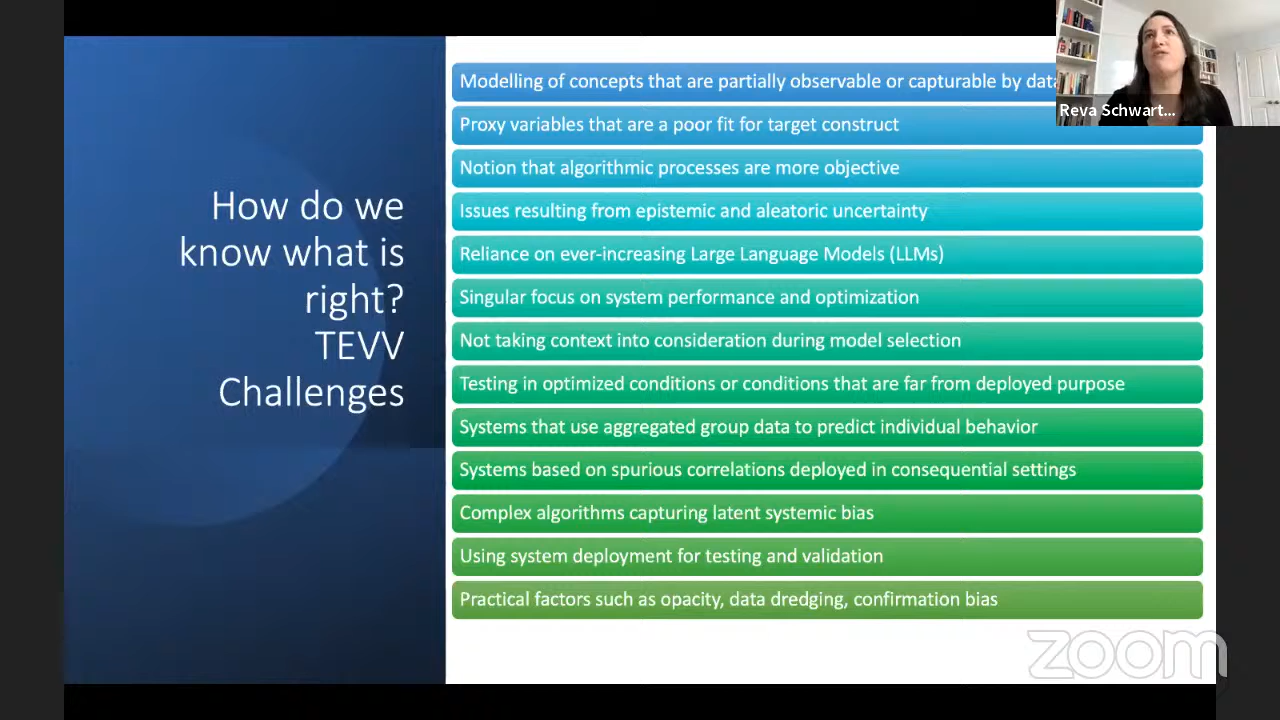 How do we
know what is
right?
TEVV
Challenges
Modelling of concepts that are partially observable or capturable by data
Proxy variables that are a poor fit for target construct
Notion that algorithmic processes are more objective
Issues resulting from epistemic and aleatoric uncertainty
Reliance on ever-increasing Large Language Models (LLMs)
Singular focus on system performance and optimization
Not taking context into consideration during model selection
Testing in optimized conditions or conditions that are far from deployed purpose
Systems that use aggregated group data to predict individual behavior
Systems based on spurious correlations deployed in consequential settings
Complex algorithms capturing latent systemic bias
Using system deployment for testing and validation
Practical factors such as opacity, data dredging, confirmation bias
Reva Schwart...
zoom